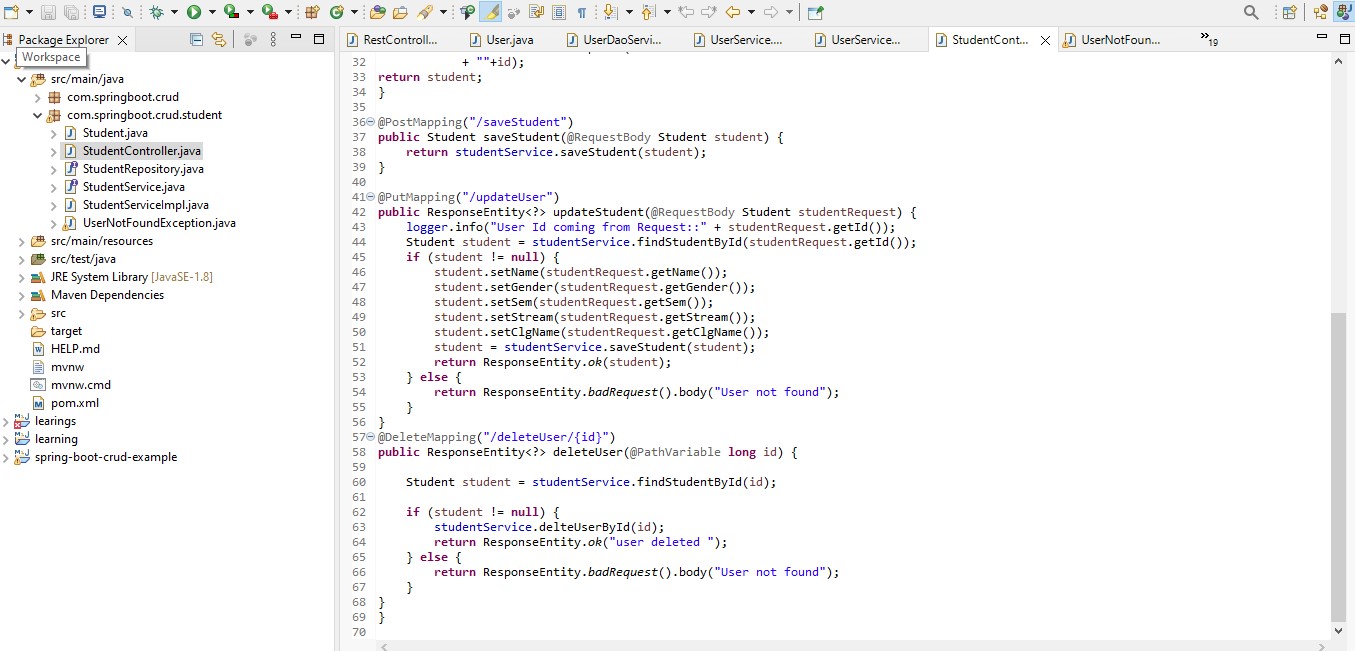 Package Explorer
Workspace
src/main/java
com.springboot.crud
com.springboot.crud.student
Student.java
StudentController.java
StudentRepository.java
StudentService.java
StudentServiceImpl.java
UserNotFoundException.java
src/main/resources
src/test/java
JRE System Library [JavaSE-1.8]
Maven Dependencies
src
target
HELP.md
mvnw
mvnw.cmd
pom.xml
learings
learning
spring-boot-crud-example
RestControll... User.java UserDaoServi... UserService.... UserService... StudentCont... UserNotFoun... »19
32 + ""+id);
33 return student;
34 }
35
36 @PostMapping("/saveStudent")
37 public Student saveStudent(@RequestBody Student student) {
38 return studentService.saveStudent(student);
39 }
40
41 @PutMapping("/updateUser")
42 public ResponseEntity<?> updateStudent(@RequestBody Student studentRequest) {
43 logger.info("User Id coming from Request::" + studentRequest.getId());
44 Student student = studentService.findStudentById(studentRequest.getId());
45 if (student != null) {
46 student.setName(studentRequest.getName());
47 student.setGender(studentRequest.getGender());
48 student.setSem(studentRequest.getSem());
49 student.setStream(studentRequest.getStream());
50 student.setClgName(studentRequest.getClgName());
51 student = studentService.saveStudent(student);
52 return ResponseEntity.ok(student);
53 } else {
54 return ResponseEntity.badRequest().body("User not found");
55 }
56 }
57 @DeleteMapping("/deleteUser/{id}")
58 public ResponseEntity<?> deleteUser(@PathVariable long id) {
59
60 Student student = studentService.findStudentById(id);
61
62 if (student != null) {
63 studentService.delteUserById(id);
64 return ResponseEntity.ok("user deleted ");
65 } else {
66 return ResponseEntity.badRequest().body("User not found");
67 }
68 }
69 }
70